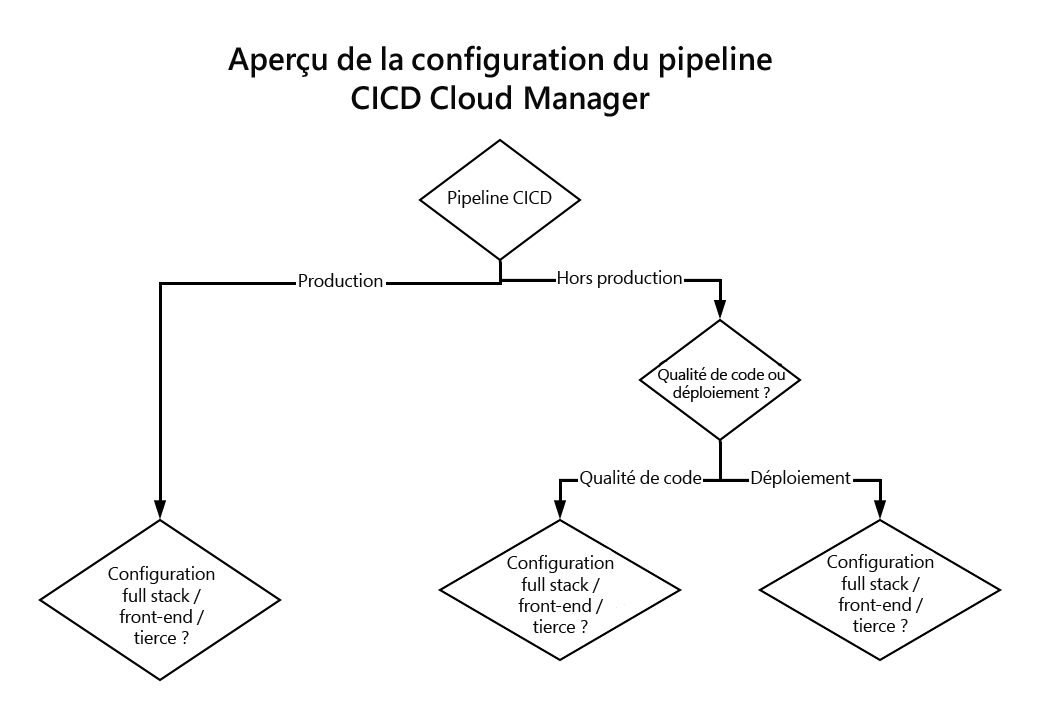 Aperçu de la configuration du pipeline
CICD Cloud Manager
Pipeline CICD
Production
Hors production
Qualité de code ou
déploiement ?
Qualité de code
Déploiement
Configuration
full stack /
front-end /
tierce ?
Configuration
full stack /
front-end /
tierce ?
Configuration
full stack /
front-end /
tierce ?